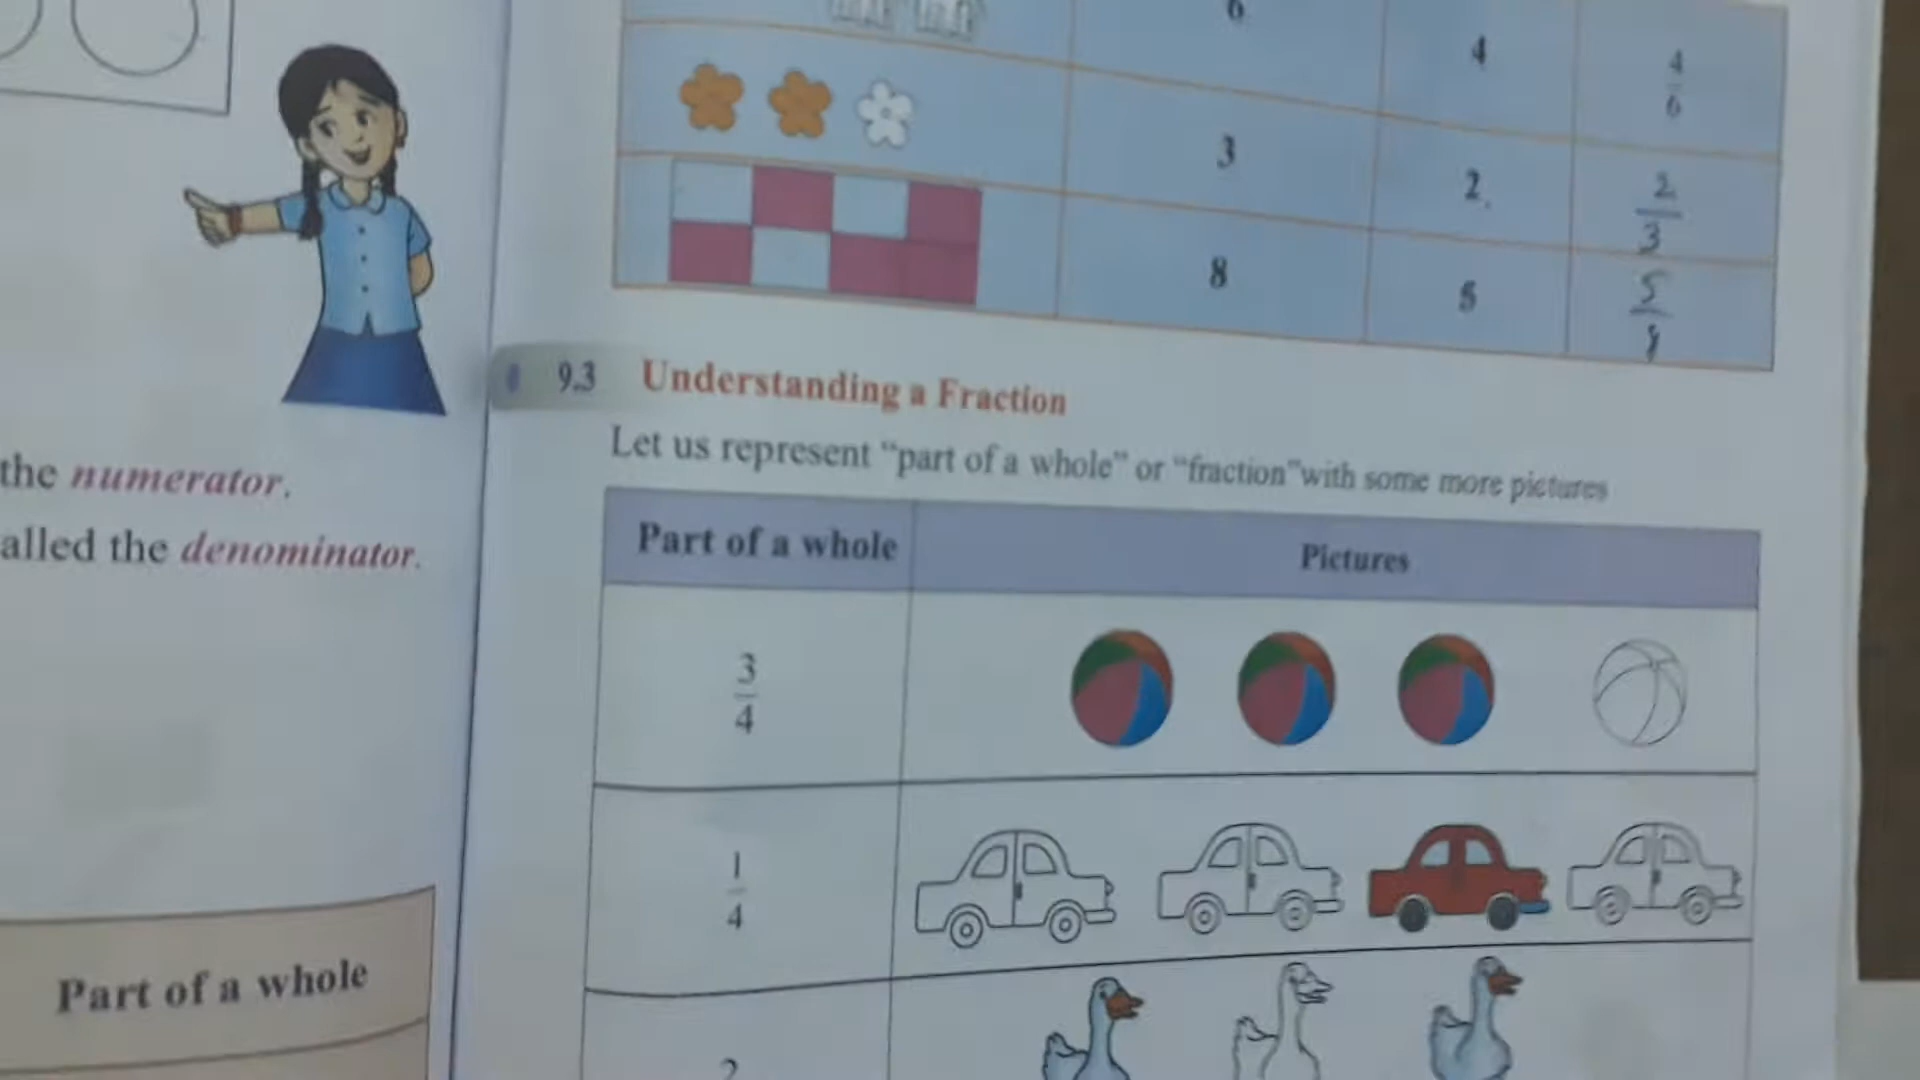 the numerator.
alled the denominator.
Part of a whole
6 4 4/6
3 2. 2/3
8 5 5/8
9.3 Understanding a Fraction
Let us represent “part of a whole” or “fraction”with some more pictures
Part of a whole Pictures
3/4
1/4
2